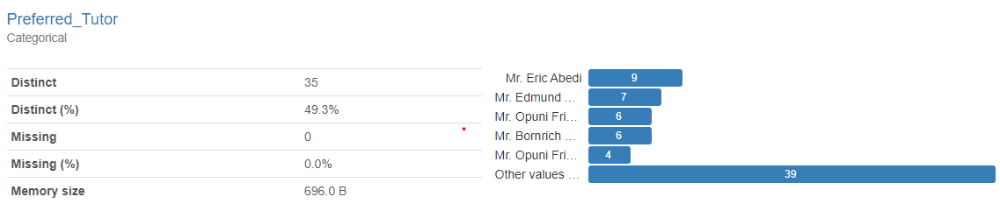 Preferred_Tutor
Categorical
Distinct 35
Distinct (%) 49.3%
Missing 0
Missing (%) 0.0%
Memory size 696.0 B
Mr. Eric Abedi 9
Mr. Edmund ... 7
Mr. Opuni Fri... 6
Mr. Bornrich ... 6
Mr. Opuni Fri... 4
Other values ... 39